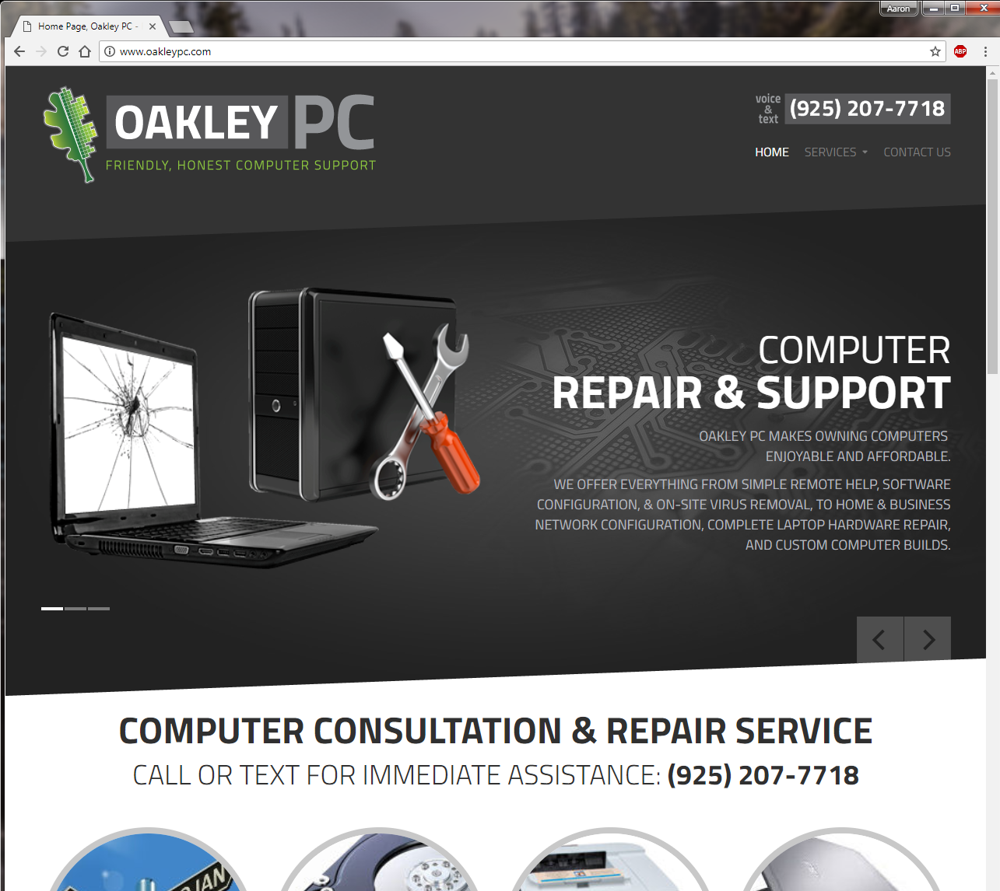 Aaron
Home Page, Oakley PC -
www.oakleypc.com
ABP
OAKLEY PC
FRIENDLY, HONEST COMPUTER SUPPORT
voice
&
text
(925) 207-7718
HOME SERVICES CONTACT US
COMPUTER
REPAIR & SUPPORT
OAKLEY PC MAKES OWNING COMPUTERS
ENJOYABLE AND AFFORDABLE.
WE OFFER EVERYTHING FROM SIMPLE REMOTE HELP, SOFTWARE
CONFIGURATION, & ON-SITE VIRUS REMOVAL, TO HOME & BUSINESS
NETWORK CONFIGURATION, COMPLETE LAPTOP HARDWARE REPAIR,
AND CUSTOM COMPUTER BUILDS.
COMPUTER CONSULTATION & REPAIR SERVICE
CALL OR TEXT FOR IMMEDIATE ASSISTANCE: (925) 207-7718